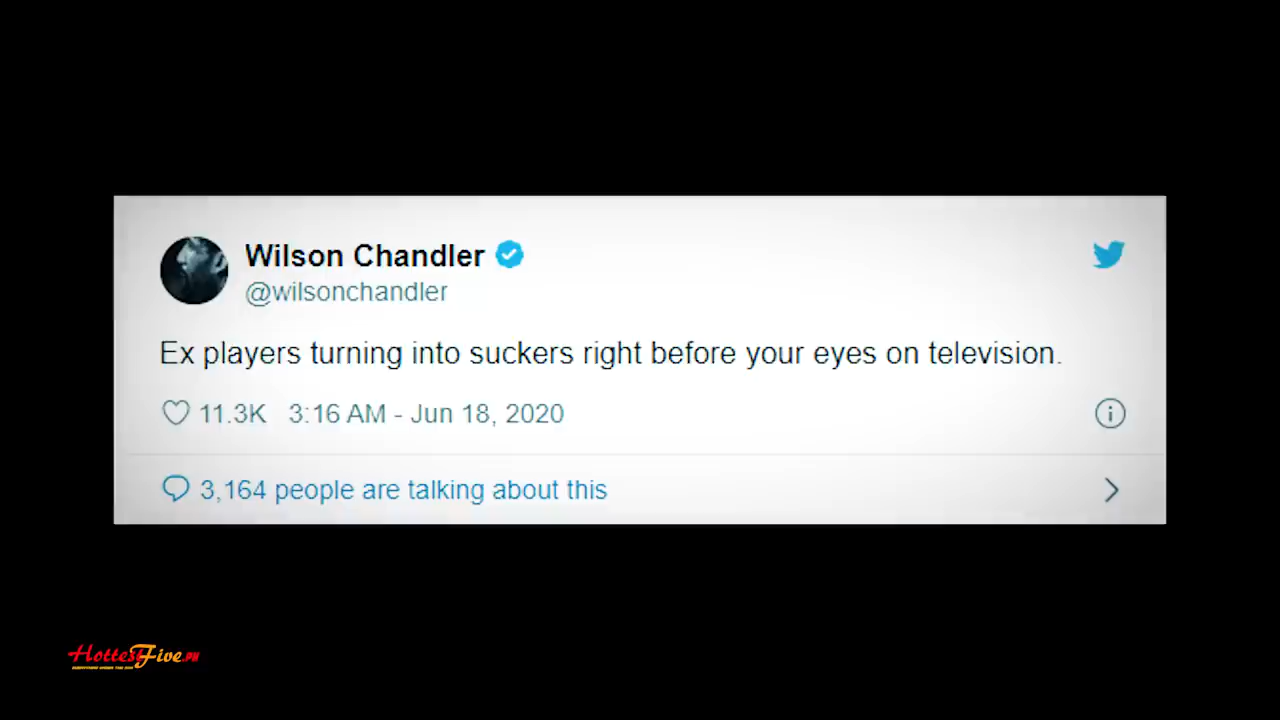 Wilson Chandler
@wilsonchandler
Ex players turning into suckers right before your eyes on television.
11.3K 3:16 AM - Jun 18, 2020
3,164 people are talking about this
HottestFive.PH